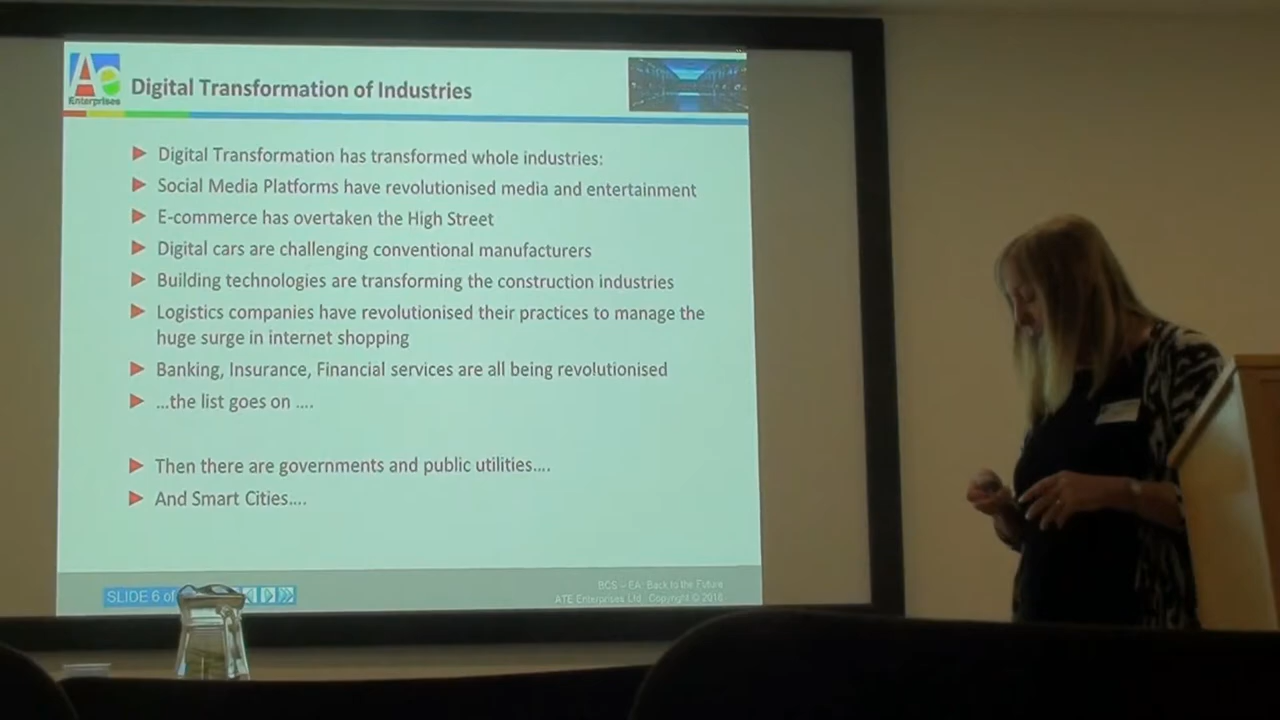 Ae
Enterprises
Digital Transformation of Industries
Digital Transformation has transformed whole industries:
Social Media Platforms have revolutionised media and entertainment
E-commerce has overtaken the High Street
Digital cars are challenging conventional manufacturers
Building technologies are transforming the construction industries
Logistics companies have revolutionised their practices to manage the
huge surge in internet shopping
Banking, Insurance, Financial services are all being revolutionised
...the list goes on ....
Then there are governments and public utilities....
And Smart Cities....
SLIDE 6 of
BCS – EA: Back to the Future
ATE Enterprises Ltd. Copyright © 2016